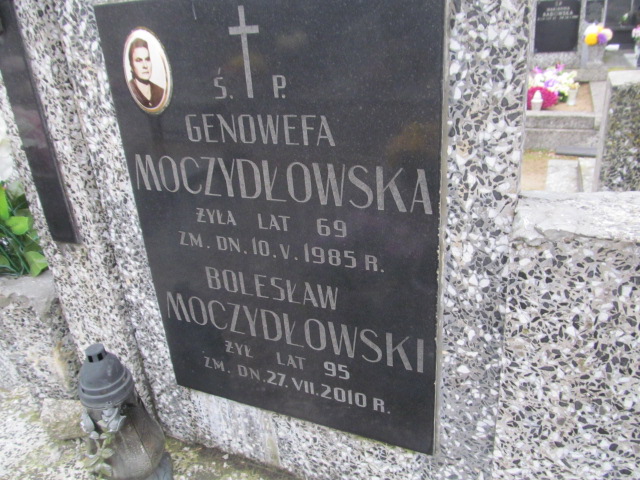 Ś. P.
GENOWEFA
MOCZYDŁOWSKA
ŻYŁA LAT 69
ZM. DN. 10.V.1985 R.
BOLESŁAW
MOCZYDŁOWSKI
ŻYŁ LAT 95
ZM. DN. 27.VII.2010 R.